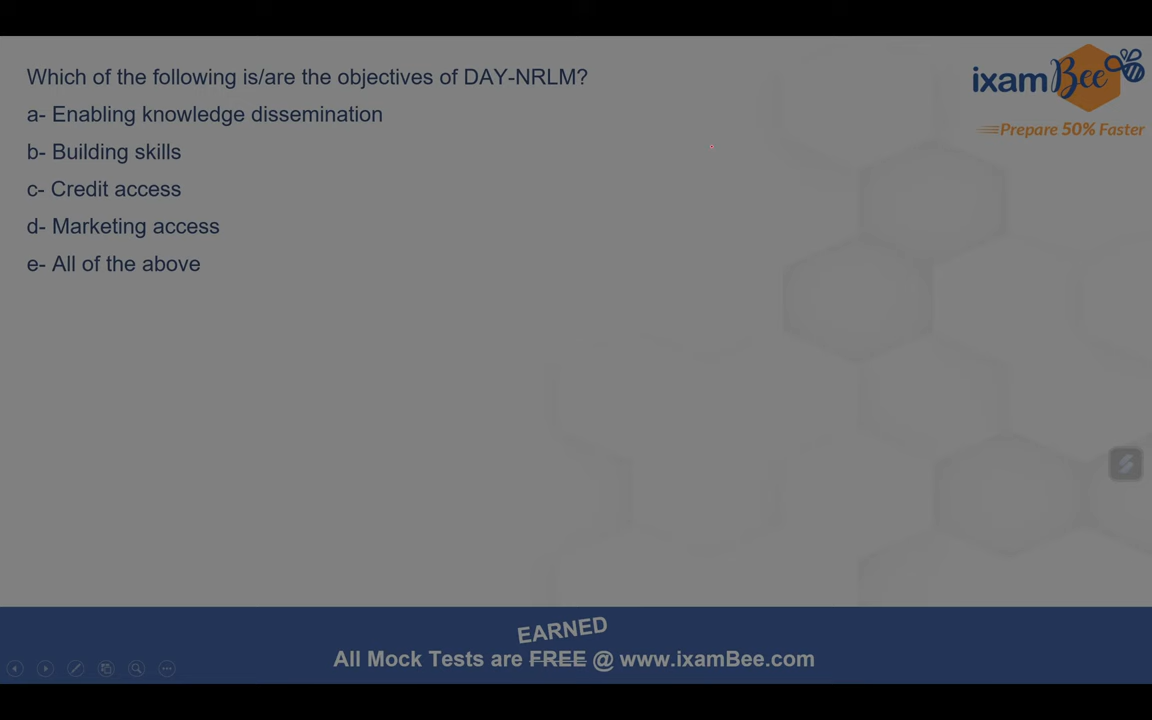 Which of the following is/are the objectives of DAY-NRLM?
a- Enabling knowledge dissemination
b- Building skills
c- Credit access
d- Marketing access
e- All of the above
ixamBee
Prepare 50% Faster
EARNED
All Mock Tests are FREE @ www.ixamBee.com